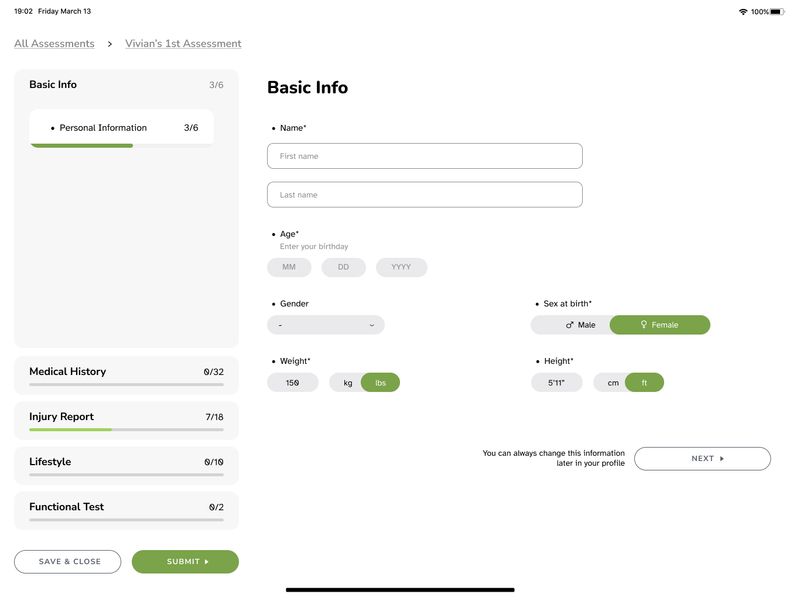 19:02 Friday March 13
100%
All Assessments > Vivian's 1st Assessment
Basic Info 3/6
• Personal Information 3/6
Medical History 0/32
Injury Report 7/18
Lifestyle 0/10
Functional Test 0/2
SAVE & CLOSE
SUBMIT
Basic Info
• Name*
First name
Last name
• Age*
Enter your birthday
MM DD YYYY
• Gender
-
• Sex at birth*
♂ Male ♀ Female
• Weight*
150 kg lbs
• Height*
5'11" cm ft
You can always change this information
later in your profile
NEXT